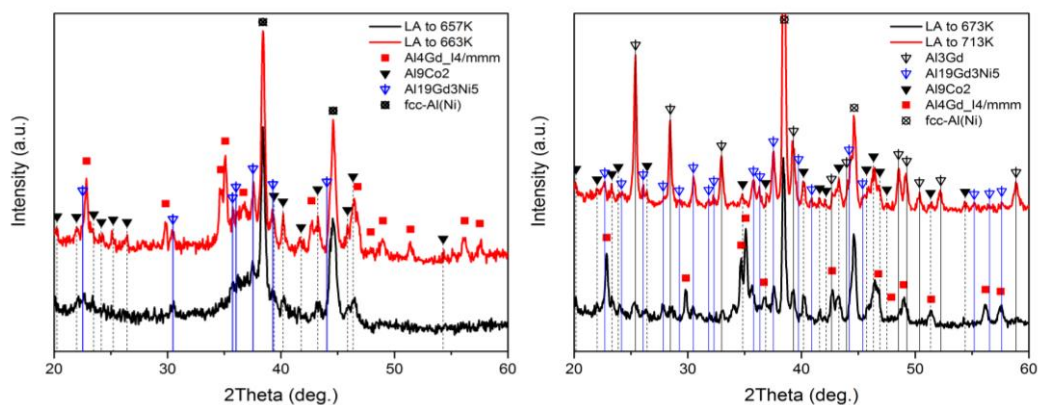 LA to 657K
LA to 663K
Al4Gd_I4/mmm
Al9Co2
Al19Gd3Ni5
fcc-Al(Ni)
Intensity (a.u.)
20 30 40 50 60
2Theta (deg.)
LA to 673K
LA to 713K
Al3Gd
Al19Gd3Ni5
Al9Co2
Al4Gd_I4/mmm
fcc-Al(Ni)
Intensity (a.u.)
20 30 40 50 60
2Theta (deg.)